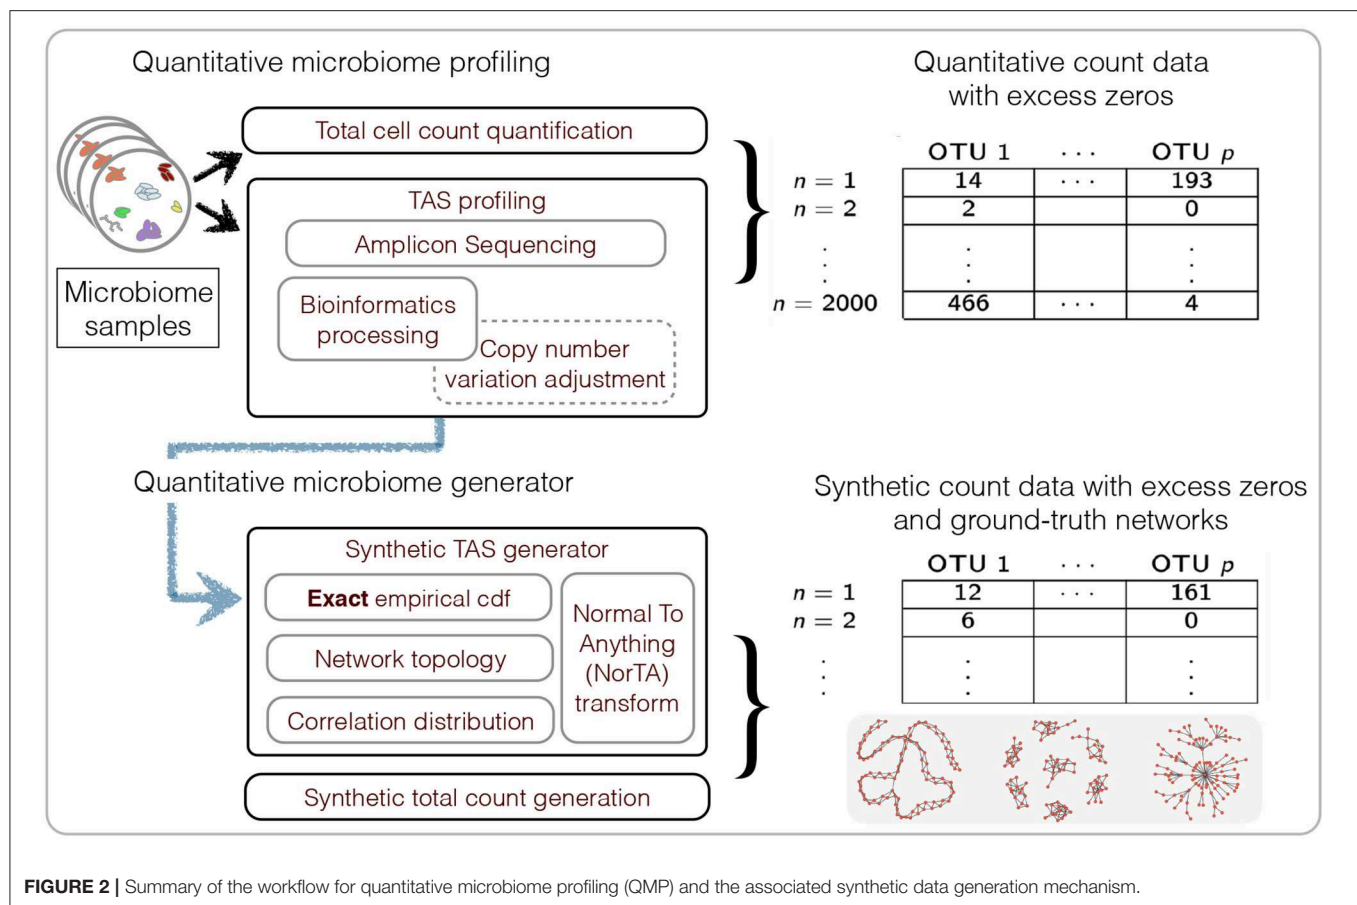 Quantitative microbiome profiling
Total cell count quantification
TAS profiling
Amplicon Sequencing
Bioinformatics
processing
Copy number
variation adjustment
Microbiome
samples
Quantitative count data
with excess zeros
OTU 1 · · · OTU p
n = 1 14 · · · 193
n = 2 2 0
. . .
. . .
. . .
n = 2000 466 · · · 4
Quantitative microbiome generator
Synthetic TAS generator
Exact empirical cdf
Network topology
Correlation distribution
Normal To
Anything
(NorTA)
transform
Synthetic total count generation
Synthetic count data with excess zeros
and ground-truth networks
OTU 1 · · · OTU p
n = 1 12 · · · 161
n = 2 6 0
. . .
. . .
. . .
FIGURE 2 | Summary of the workflow for quantitative microbiome profiling (QMP) and the associated synthetic data generation mechanism.